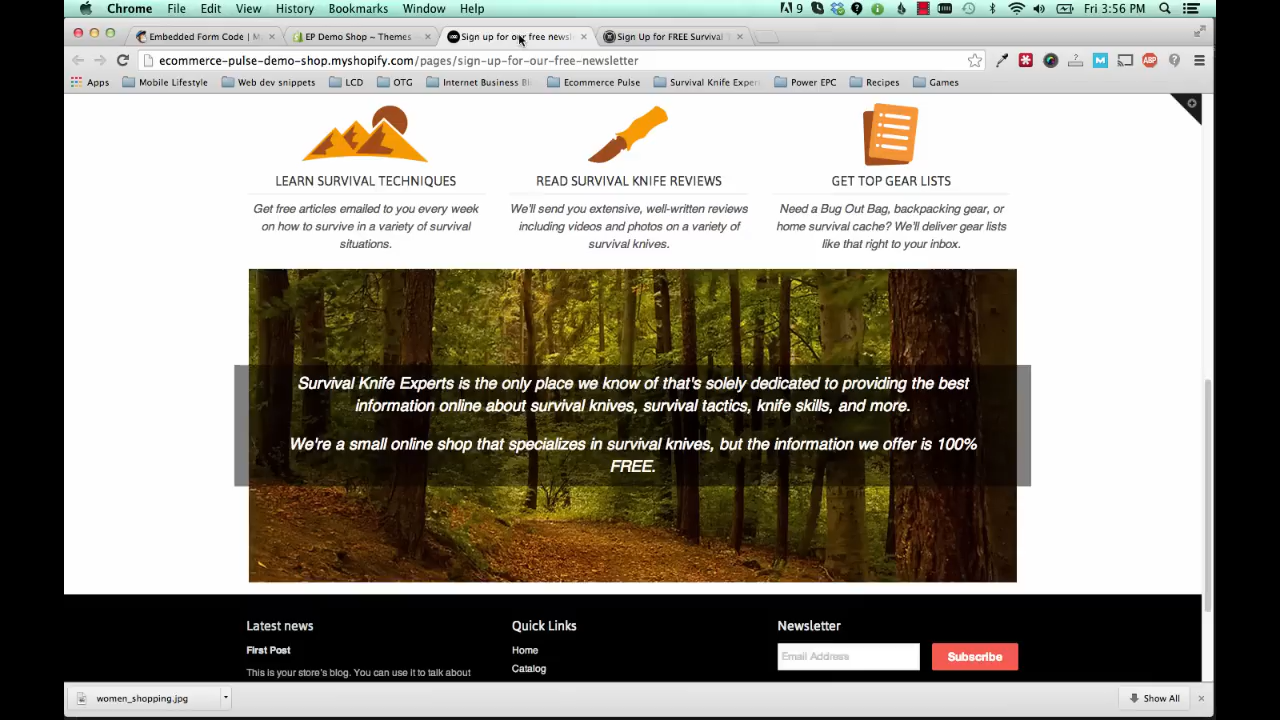 Chrome File Edit View History Bookmarks Window Help 9 Fri 3:56 PM
Embedded Form Code | M EP Demo Shop ~ Themes Sign up for our free news Sign Up for FREE Survival
ecommerce-pulse-demo-shop.myshopify.com/pages/sign-up-for-our-free-newsletter
Apps Mobile Lifestyle Web dev snippets LCD OTG Internet Business Bl Ecommerce Pulse Survival Knife Exper Power EPC Recipes Games
LEARN SURVIVAL TECHNIQUES
Get free articles emailed to you every week
on how to survive in a variety of survival
situations.
READ SURVIVAL KNIFE REVIEWS
We'll send you extensive, well-written reviews
including videos and photos on a variety of
survival knives.
GET TOP GEAR LISTS
Need a Bug Out Bag, backpacking gear, or
home survival cache? We'll deliver gear lists
like that right to your inbox.
Survival Knife Experts is the only place we know of that's solely dedicated to providing the best
information online about survival knives, survival tactics, knife skills, and more.
We're a small online shop that specializes in survival knives, but the information we offer is 100%
FREE.
Latest news
First Post
This is your store's blog. You can use it to talk about
Quick Links
Home
Catalog
Newsletter
Email Address Subscribe
women_shopping.jpg Show All